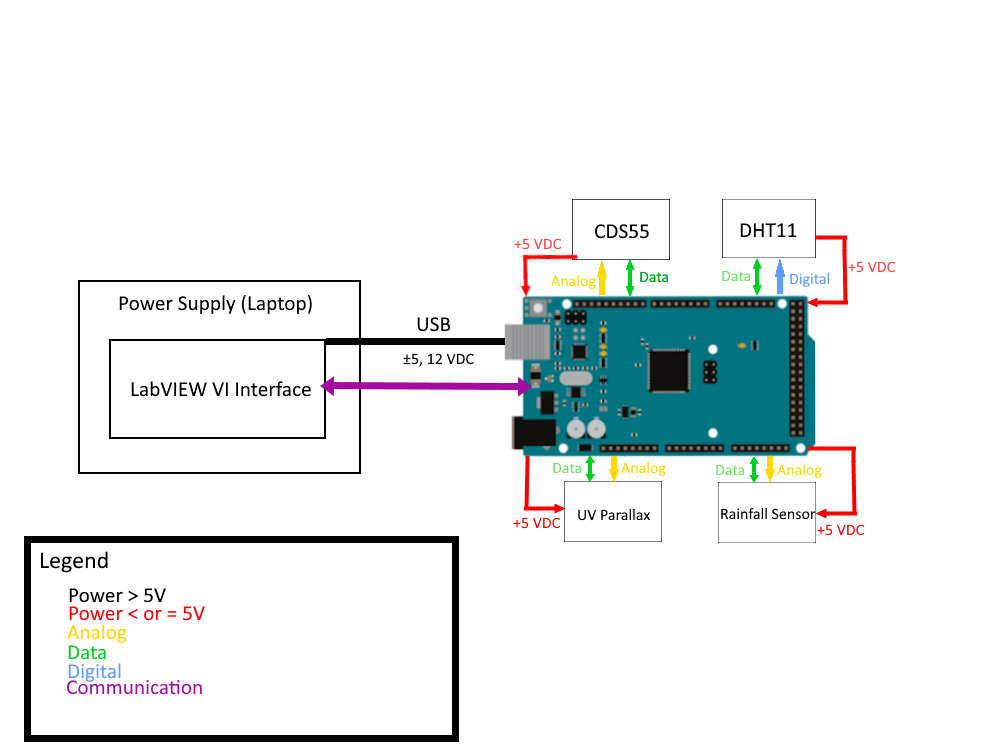 CDS55
DHT11
+5 VDC
+5 VDC
Analog
Data
Data
Digital
Power Supply (Laptop)
USB
±5, 12 VDC
LabVIEW VI Interface
Data
Analog
Data
Analog
UV Parallax
Rainfall Sensor
+5 VDC
+5 VDC
Legend
Power > 5V
Power < or = 5V
Analog
Data
Digital
Communication